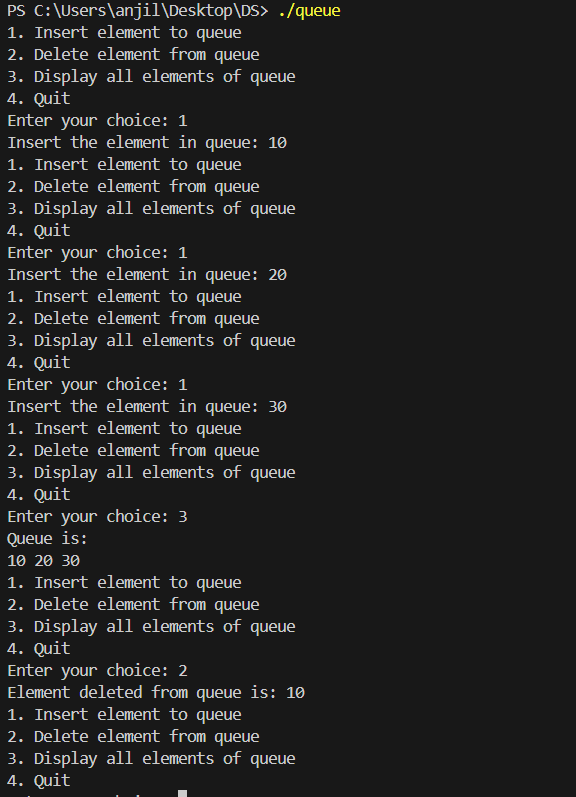 PS C:\Users\anjil\Desktop\DS> ./queue
1. Insert element to queue
2. Delete element from queue
3. Display all elements of queue
4. Quit
Enter your choice: 1
Insert the element in queue: 10
1. Insert element to queue
2. Delete element from queue
3. Display all elements of queue
4. Quit
Enter your choice: 1
Insert the element in queue: 20
1. Insert element to queue
2. Delete element from queue
3. Display all elements of queue
4. Quit
Enter your choice: 1
Insert the element in queue: 30
1. Insert element to queue
2. Delete element from queue
3. Display all elements of queue
4. Quit
Enter your choice: 3
Queue is:
10 20 30
1. Insert element to queue
2. Delete element from queue
3. Display all elements of queue
4. Quit
Enter your choice: 2
Element deleted from queue is: 10
1. Insert element to queue
2. Delete element from queue
3. Display all elements of queue
4. Quit